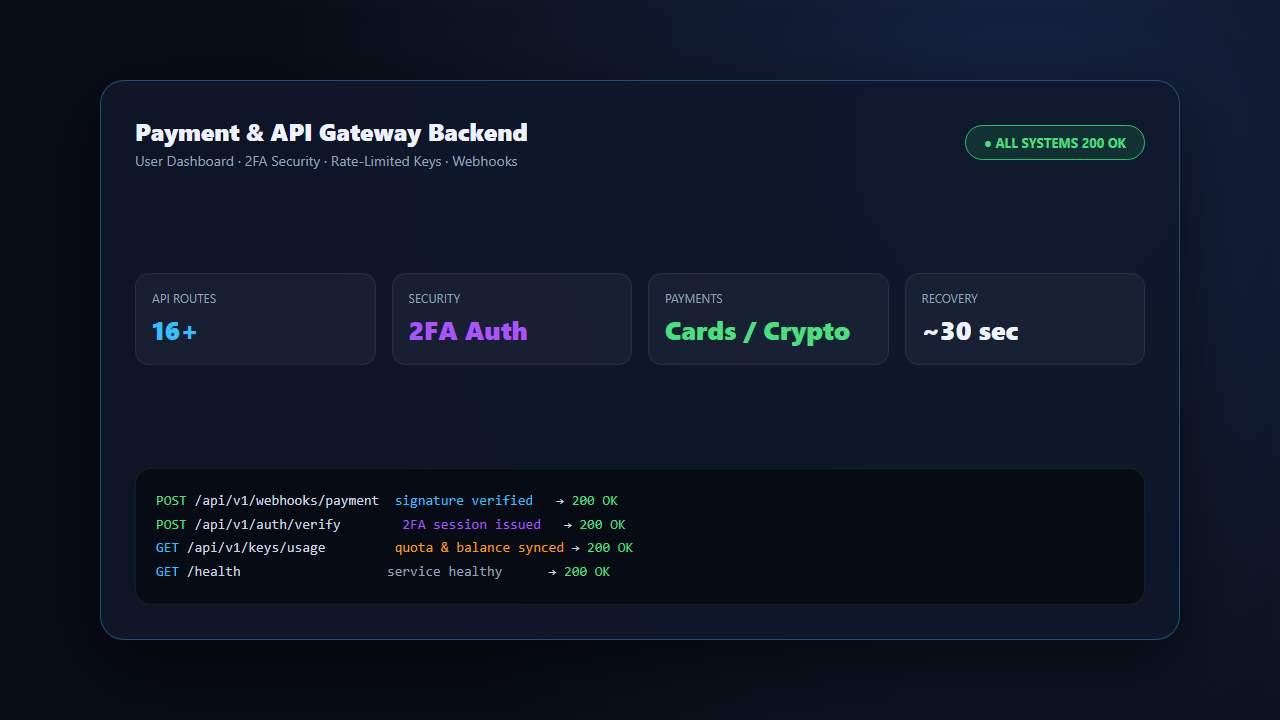 Payment & API Gateway Backend
User Dashboard · 2FA Security · Rate-Limited Keys · Webhooks
● ALL SYSTEMS 200 OK
API ROUTES
16+
SECURITY
2FA Auth
PAYMENTS
Cards / Crypto
RECOVERY
~30 sec
POST /api/v1/webhooks/payment signature verified → 200 OK
POST /api/v1/auth/verify 2FA session issued → 200 OK
GET /api/v1/keys/usage quota & balance synced → 200 OK
GET /health service healthy → 200 OK